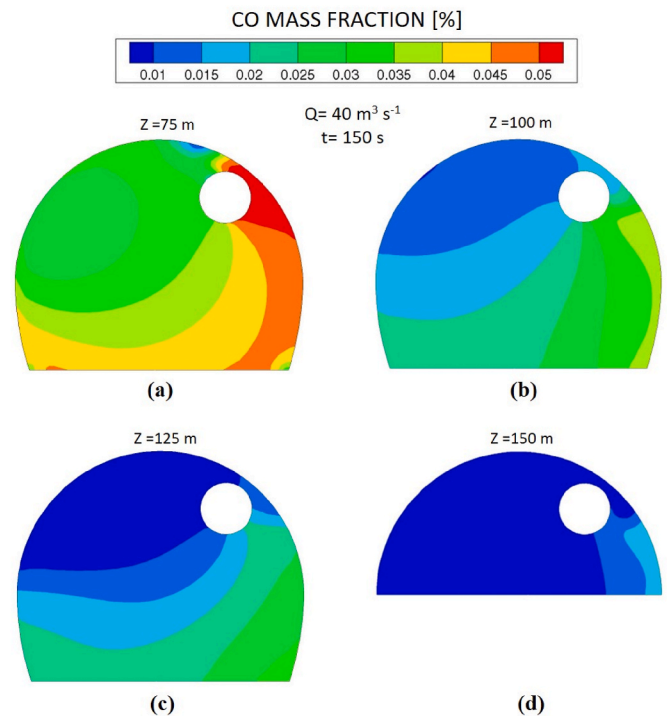 CO MASS FRACTION [%]
0.01 0.015 0.02 0.025 0.03 0.035 0.04 0.045 0.05
Q= 40 m³ s⁻¹
t= 150 s
Z =75 m
Z =100 m
(a)
(b)
Z =125 m
Z =150 m
(c)
(d)